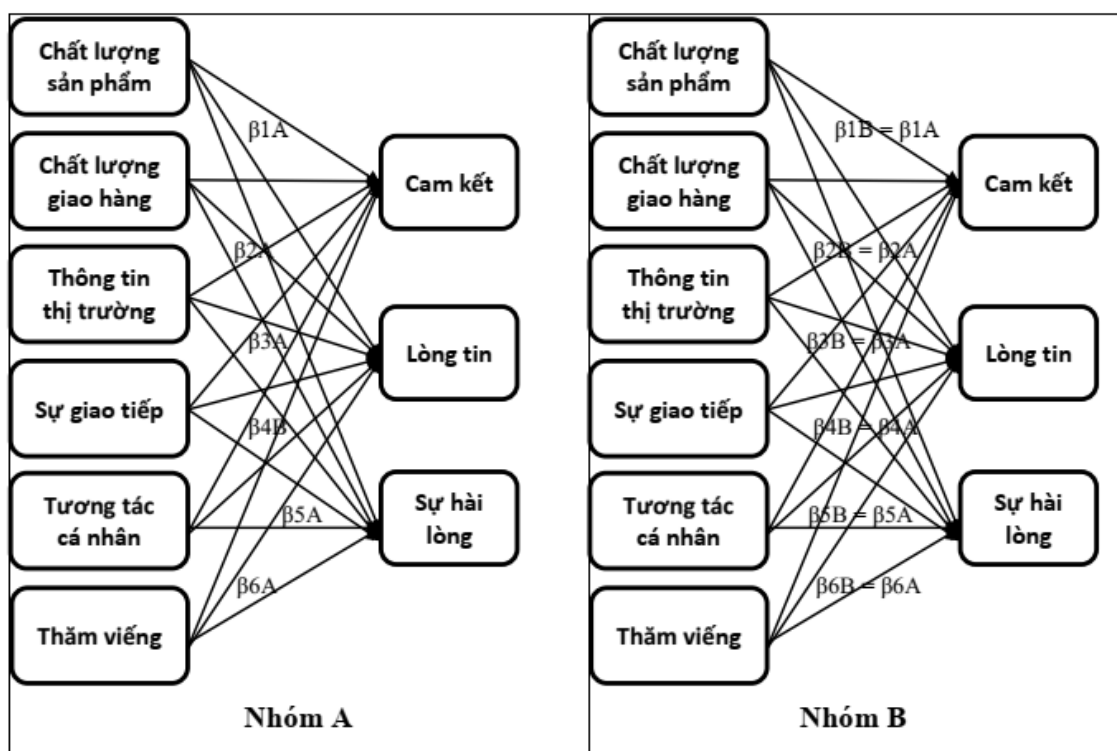 Chất lượng
sản phẩm
Chất lượng
giao hàng
Thông tin
thị trường
Sự giao tiếp
Tương tác
cá nhân
Thăm viếng
β1A
β2A
β3A
β4B
β5A
β6A
Cam kết
Lòng tin
Sự hài
lòng
Nhóm A
Chất lượng
sản phẩm
Chất lượng
giao hàng
Thông tin
thị trường
Sự giao tiếp
Tương tác
cá nhân
Thăm viếng
β1B = β1A
β2B = β2A
β3B = β3A
β4B = β4A
β5B = β5A
β6B = β6A
Cam kết
Lòng tin
Sự hài
lòng
Nhóm B